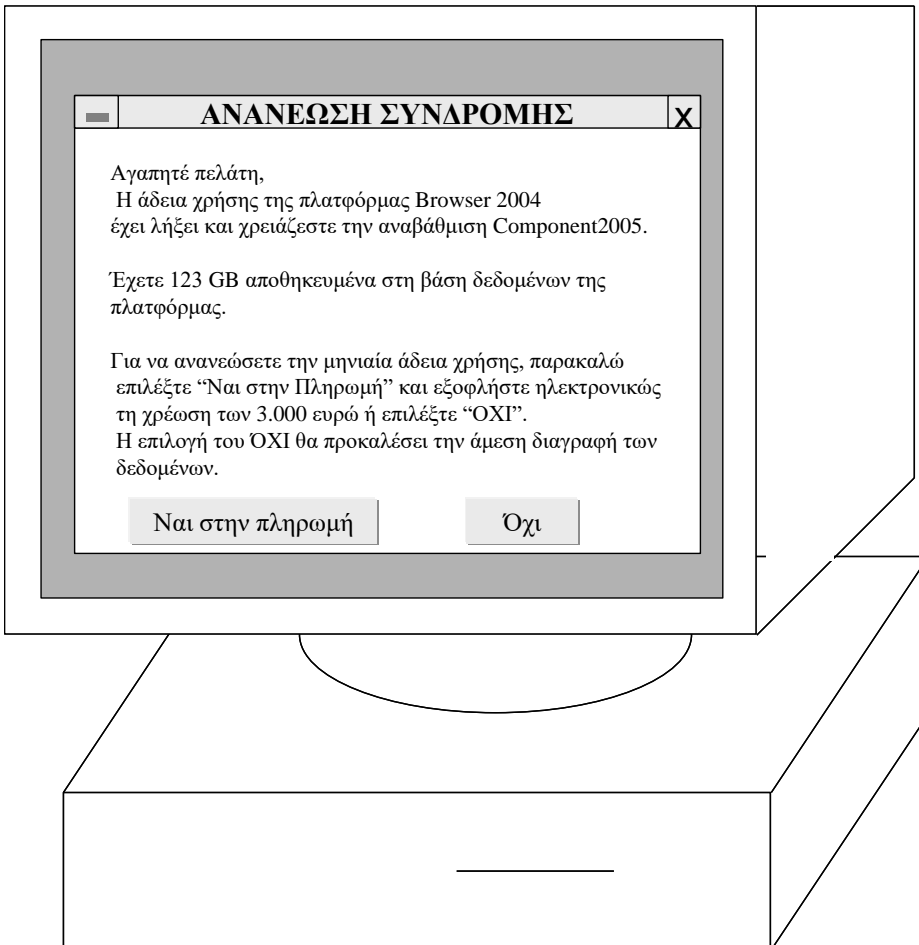 ΑΝΑΝΕΩΣΗ ΣΥΝΔΡΟΜΗΣ
X
Αγαπητέ πελάτη,
Η άδεια χρήσης της πλατφόρμας Browser 2004
έχει λήξει και χρειάζεστε την αναβάθμιση Component2005.
Έχετε 123 GB αποθηκευμένα στη βάση δεδομένων της
πλατφόρμας.
Για να ανανεώσετε την μηνιαία άδεια χρήσης, παρακαλώ
επιλέξτε “Ναι στην Πληρωμή” και εξοφλήστε ηλεκτρονικώς
τη χρέωση των 3.000 ευρώ ή επιλέξτε “ΟΧΙ”.
Η επιλογή του ΌΧΙ θα προκαλέσει την άμεση διαγραφή των
δεδομένων.
Ναι στην πληρωμή Όχι